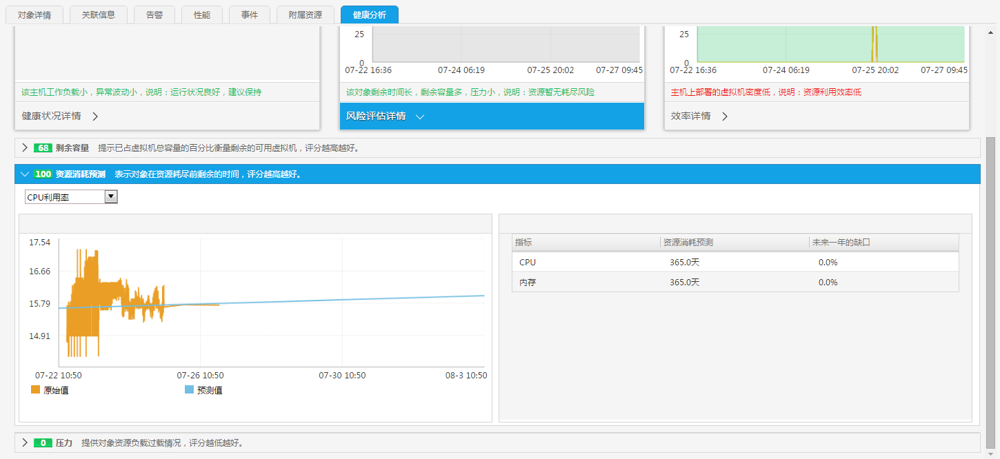 对象详情 关联信息 告警 性能 事件 附属资源 健康分析
25
0
07-22 16:36 07-24 06:19 07-25 20:02 07-27 09:45
25
0
07-22 16:36 07-24 06:19 07-25 20:02 07-27 09:45
该主机工作负载小，异常波动小，说明：运行状况良好，建议保持
该对象剩余时间长，剩余容量多，压力小，说明：资源暂无耗尽风险
主机上部署的虚拟机密度低，说明：资源利用效率低
健康状况详情
风险评估详情
效率详情
68 剩余容量 提示已占虚拟机总容量的百分比衡量剩余的可用虚拟机，评分越高越好。
100 资源消耗预测 表示对象在资源耗尽前剩余的时间，评分越高越好。
CPU利用率
17.54
16.66
15.79
14.91
07-22 10:50 07-26 10:50 07-30 10:50 08-3 10:50
原始值 预测值
指标 资源消耗预测 未来一年的缺口
CPU 365.0天 0.0%
内存 365.0天 0.0%
0 压力 提供对象资源负载过载情况，评分越低越好。